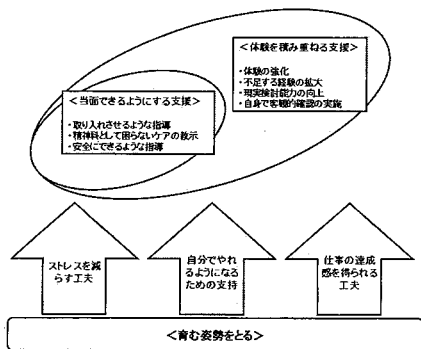 ＜体験を積み重ねる支援＞
・体験の強化
・不足する経験の拡大
・現実検討能力の向上
・自身で客観的確認の実施
＜当面できるようにする支援＞
・取り入れさせるような指導
・精神科として困らないケアの教示
・安全にできるような指導
ストレスを減
らす工夫
自分でやれ
るようになる
ための支持
仕事の達成
感を得られる
工夫
＜育む姿勢をとる＞